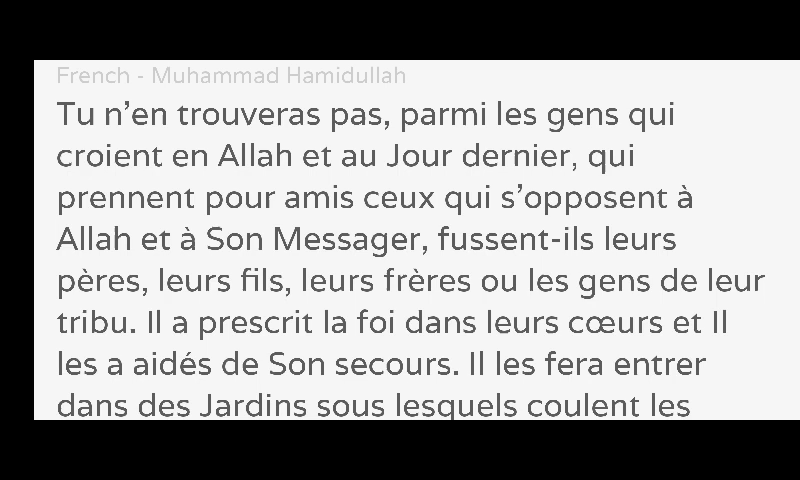 French - Muhammad Hamidullah
Tu n'en trouveras pas, parmi les gens qui
croient en Allah et au Jour dernier, qui
prennent pour amis ceux qui s'opposent à
Allah et à Son Messager, fussent-ils leurs
pères, leurs fils, leurs frères ou les gens de leur
tribu. Il a prescrit la foi dans leurs cœurs et Il
les a aidés de Son secours. Il les fera entrer
dans des Jardins sous lesquels coulent les